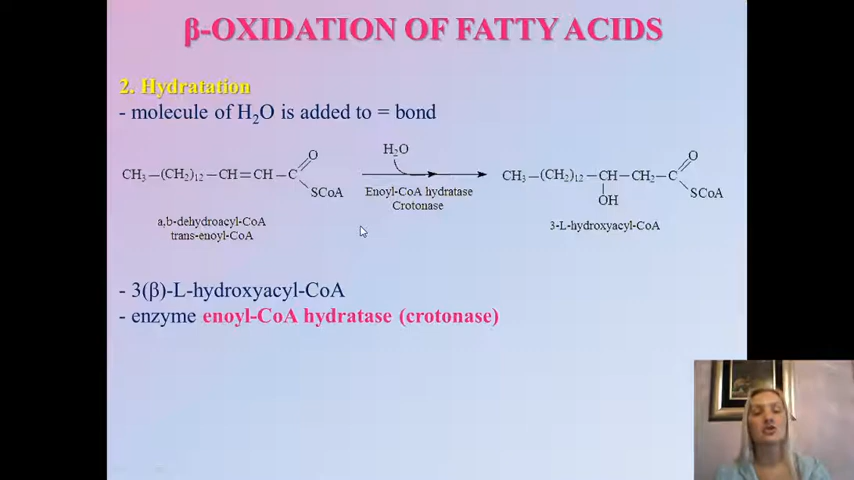 β-OXIDATION OF FATTY ACIDS
2. Hydratation
- molecule of H₂O is added to = bond
CH₃–(CH₂)₁₂–CH=CH–C
O
SCoA
H₂O
Enoyl-CoA hydratase
Crotonase
CH₃–(CH₂)₁₂–CH–CH₂–C
O
OH
SCoA
a,b-dehydroacyl-CoA
trans-enoyl-CoA
3-L-hydroxyacyl-CoA
- 3(β)-L-hydroxyacyl-CoA
- enzyme enoyl-CoA hydratase (crotonase)